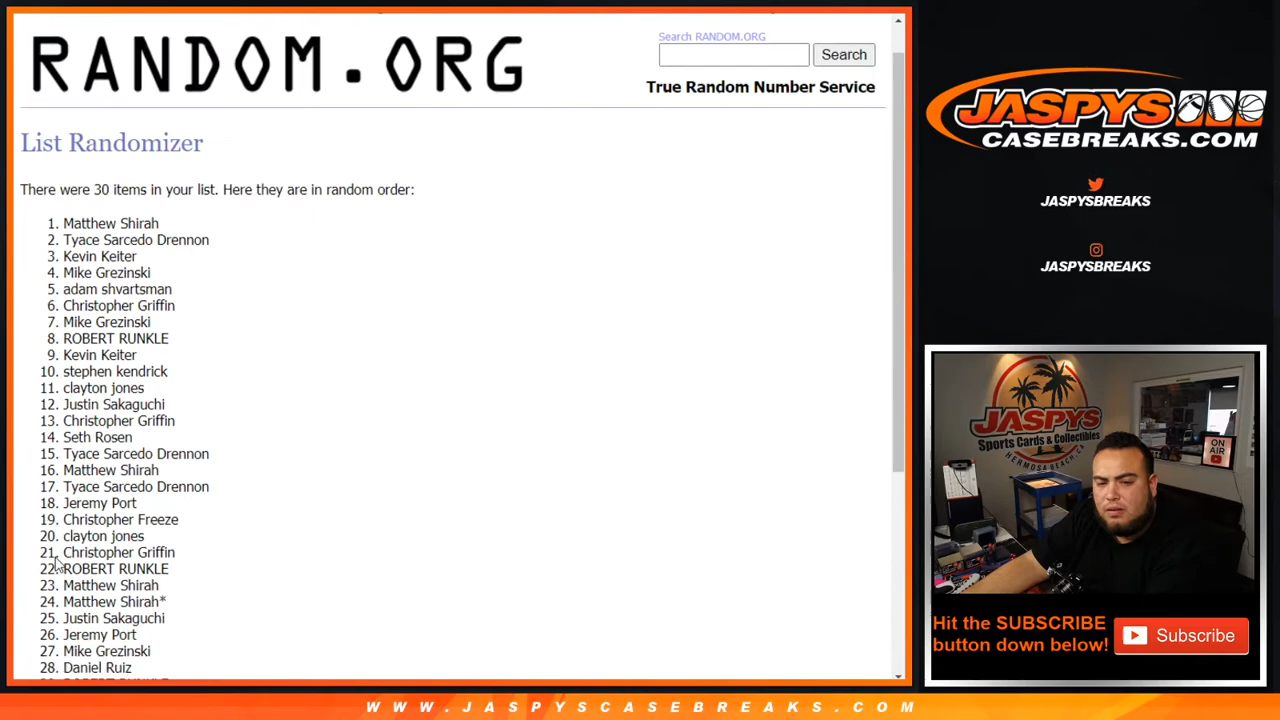 RANDOM.ORG
Search RANDOM.ORG
Search
True Random Number Service
List Randomizer
There were 30 items in your list. Here they are in random order:
1. Matthew Shirah
2. Tyace Sarcedo Drennon
3. Kevin Keiter
4. Mike Grezinski
5. adam shvartsman
6. Christopher Griffin
7. Mike Grezinski
8. ROBERT RUNKLE
9. Kevin Keiter
10. stephen kendrick
11. clayton jones
12. Justin Sakaguchi
13. Christopher Griffin
14. Seth Rosen
15. Tyace Sarcedo Drennon
16. Matthew Shirah
17. Tyace Sarcedo Drennon
18. Jeremy Port
19. Christopher Freeze
20. clayton jones
21. Christopher Griffin
22. ROBERT RUNKLE
23. Matthew Shirah
24. Matthew Shirah*
25. Justin Sakaguchi
26. Jeremy Port
27. Mike Grezinski
28. Daniel Ruiz
JASPYS
CASEBREAKS.COM
JASPYSBREAKS
JASPYSBREAKS
JASPYS
Sports Cards & Collectibles
HERMOSA BEACH, CA
ON AIR
Hit the SUBSCRIBE
button down below!
Subscribe
WWW.JASPYSCASEBREAKS.COM